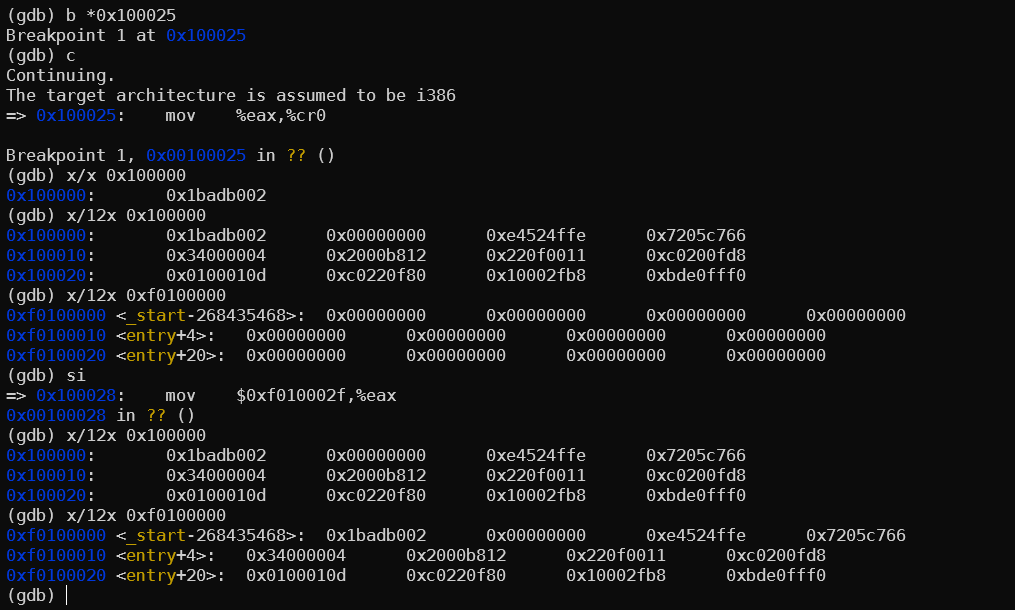 (gdb) b *0x100025
Breakpoint 1 at 0x100025
(gdb) c
Continuing.
The target architecture is assumed to be i386
=> 0x100025:    mov    %eax,%cr0
Breakpoint 1, 0x00100025 in ?? ()
(gdb) x/x 0x100000
0x100000:       0x1badb002
(gdb) x/12x 0x100000
0x100000:       0x1badb002      0x00000000      0xe4524ffe      0x7205c766
0x100010:       0x34000004      0x2000b812      0x220f0011      0xc0200fd8
0x100020:       0x0100010d      0xc0220f80      0x10002fb8      0xbde0fff0
(gdb) x/12x 0xf0100000
0xf0100000 <_start-268435468>:  0x00000000      0x00000000      0x00000000      0x00000000
0xf0100010 <entry+4>:   0x00000000      0x00000000      0x00000000      0x00000000
0xf0100020 <entry+20>:  0x00000000      0x00000000      0x00000000      0x00000000
(gdb) si
=> 0x100028:    mov    $0xf010002f,%eax
0x00100028 in ?? ()
(gdb) x/12x 0x100000
0x100000:       0x1badb002      0x00000000      0xe4524ffe      0x7205c766
0x100010:       0x34000004      0x2000b812      0x220f0011      0xc0200fd8
0x100020:       0x0100010d      0xc0220f80      0x10002fb8      0xbde0fff0
(gdb) x/12x 0xf0100000
0xf0100000 <_start-268435468>:  0x1badb002      0x00000000      0xe4524ffe      0x7205c766
0xf0100010 <entry+4>:   0x34000004      0x2000b812      0x220f0011      0xc0200fd8
0xf0100020 <entry+20>:  0x0100010d      0xc0220f80      0x10002fb8      0xbde0fff0
(gdb)